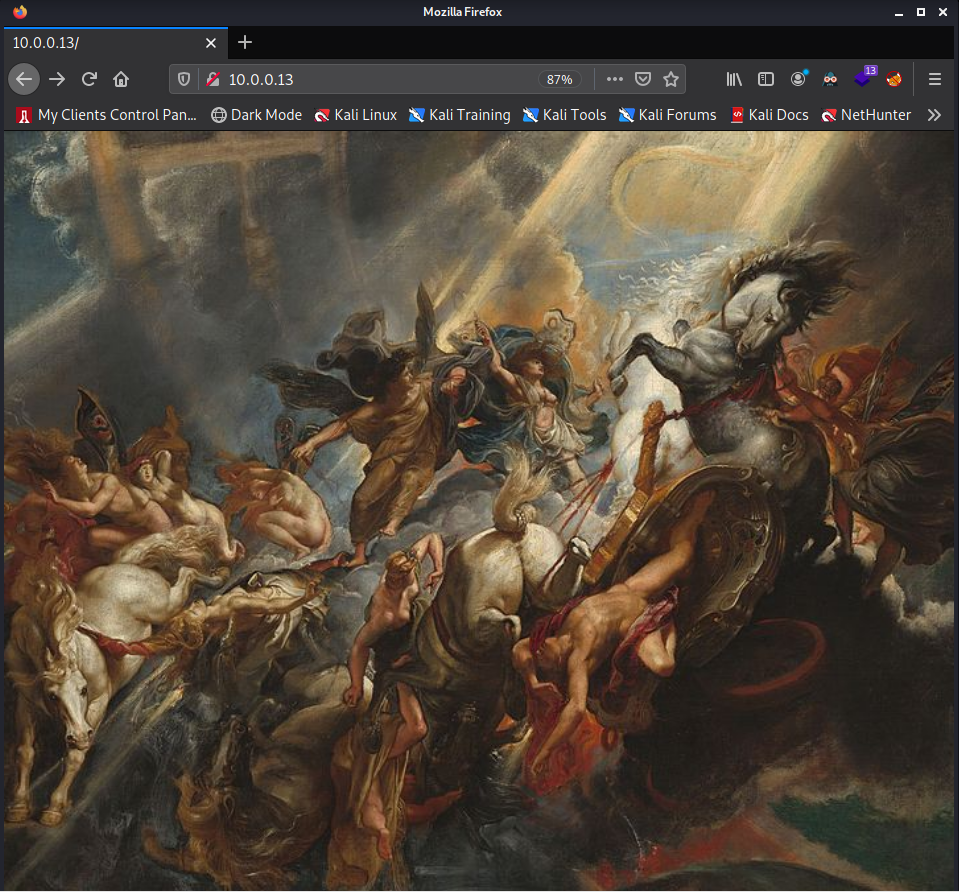 Mozilla Firefox
10.0.0.13/
10.0.0.13 87%
13
My Clients Control Pan... Dark Mode Kali Linux Kali Training Kali Tools Kali Forums Kali Docs NetHunter